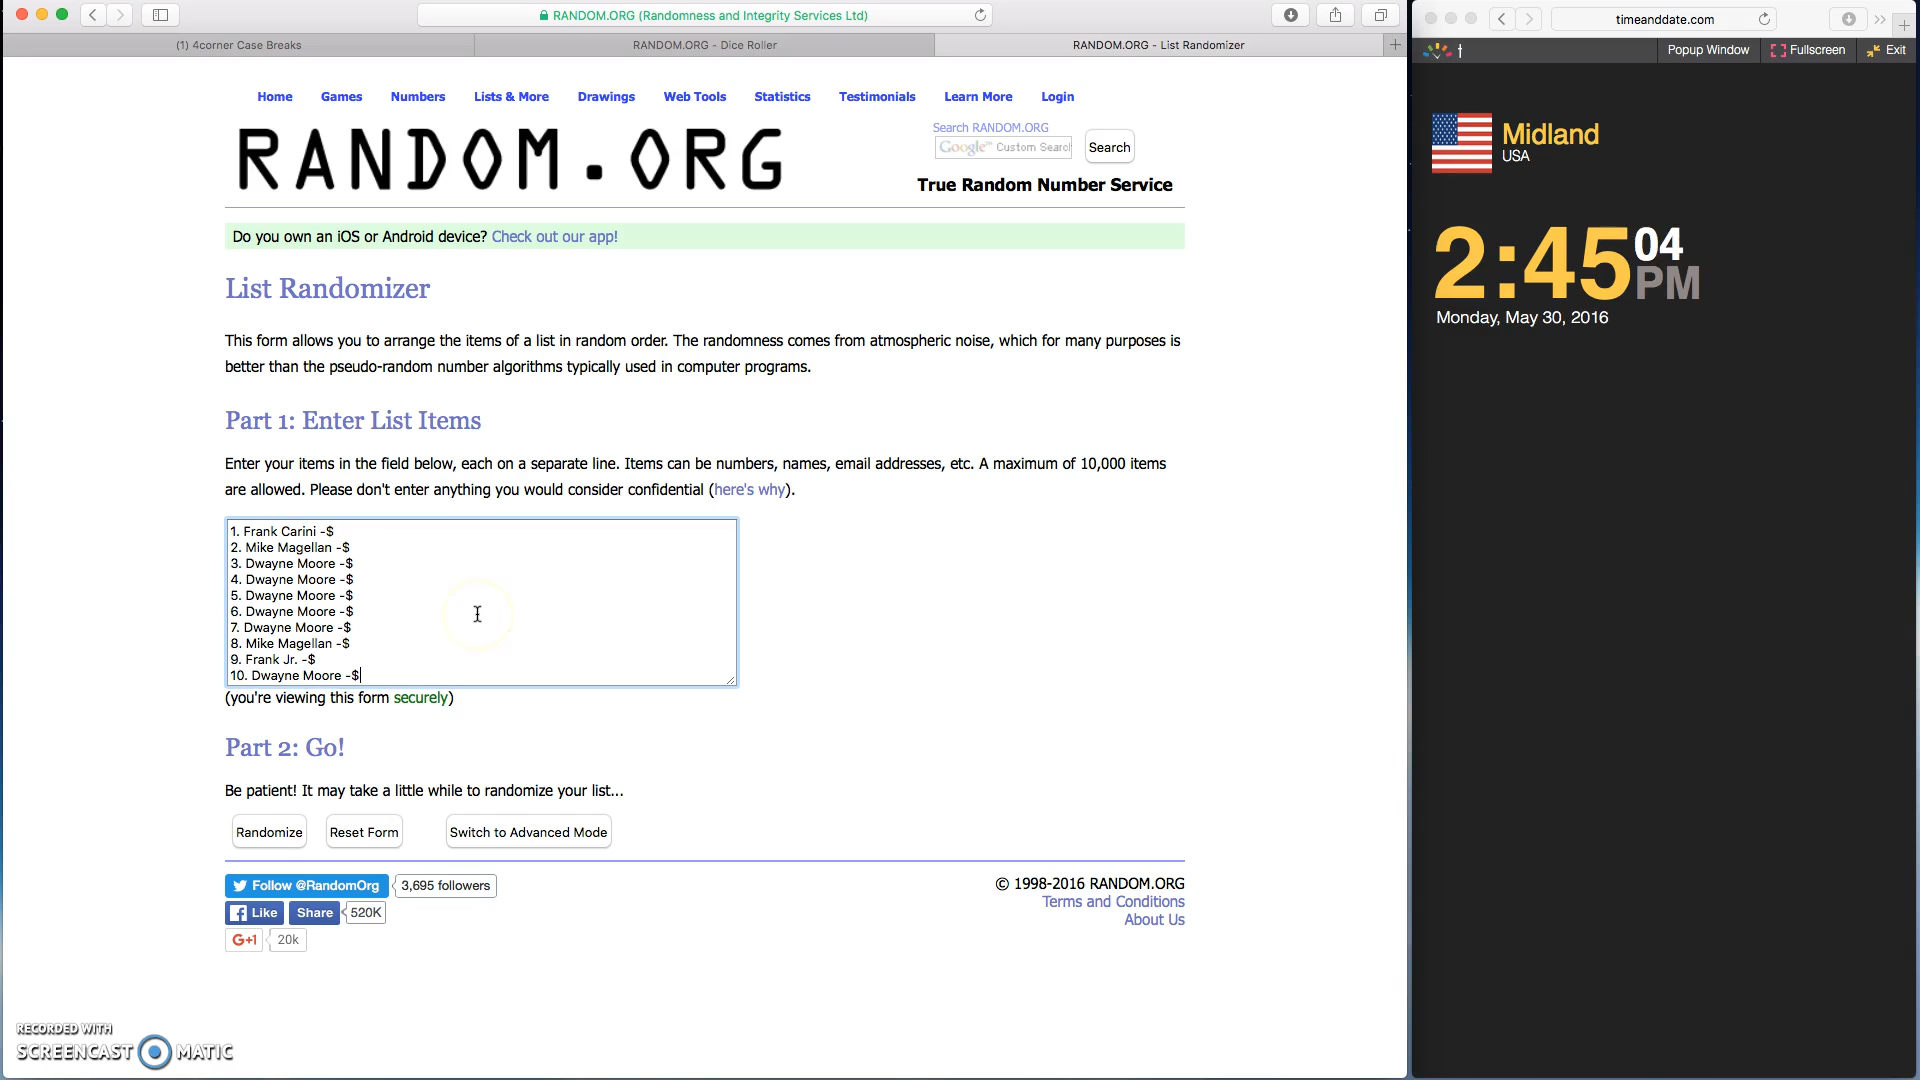 RANDOM.ORG (Randomness and Integrity Services Ltd)
(1) 4corner Case Breaks
RANDOM.ORG - Dice Roller
RANDOM.ORG - List Randomizer
Home Games Numbers Lists & More Drawings Web Tools Statistics Testimonials Learn More Login
RANDOM.ORG
Search RANDOM.ORG
Google™ Custom Search
Search
True Random Number Service
Do you own an iOS or Android device? Check out our app!
List Randomizer
This form allows you to arrange the items of a list in random order. The randomness comes from atmospheric noise, which for many purposes is
better than the pseudo-random number algorithms typically used in computer programs.
Part 1: Enter List Items
Enter your items in the field below, each on a separate line. Items can be numbers, names, email addresses, etc. A maximum of 10,000 items
are allowed. Please don't enter anything you would consider confidential (here's why).
1. Frank Carini -$
2. Mike Magellan -$
3. Dwayne Moore -$
4. Dwayne Moore -$
5. Dwayne Moore -$
6. Dwayne Moore -$
7. Dwayne Moore -$
8. Mike Magellan -$
9. Frank Jr. -$
10. Dwayne Moore -$
(you're viewing this form securely)
Part 2: Go!
Be patient! It may take a little while to randomize your list...
Randomize Reset Form Switch to Advanced Mode
Follow @RandomOrg 3,695 followers
Like Share 520K
G+1 20k
© 1998-2016 RANDOM.ORG
Terms and Conditions
About Us
RECORDED WITH
SCREENCAST MATIC
timeanddate.com
t Popup Window Fullscreen Exit
Midland
USA
2:45 04 PM
Monday, May 30, 2016